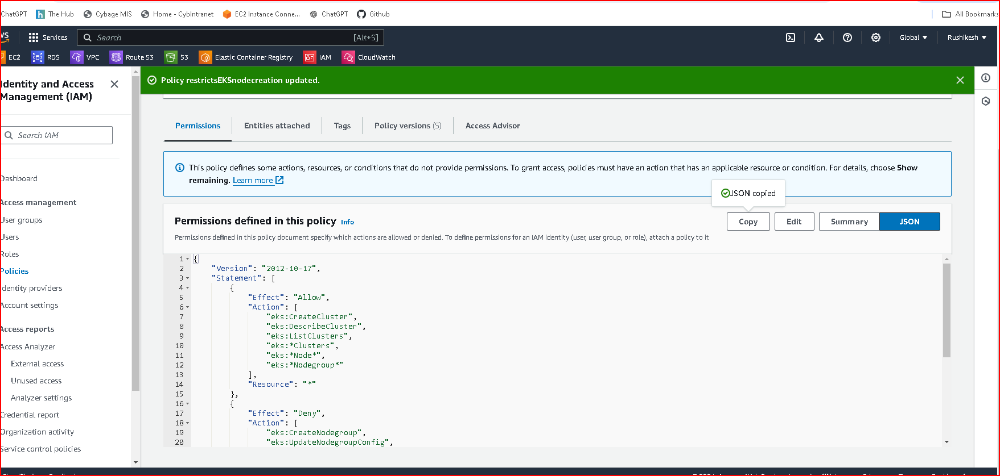 ChatGPT The Hub Cybage MIS Home - CybIntranet EC2 Instance Conne... ChatGPT Github All Bookmarks
Services Search [Alt+S] Global Rushikesh
EC2 RDS VPC Route 53 S3 Elastic Container Registry IAM CloudWatch
Identity and Access
Management (IAM)
Search IAM
Dashboard
Access management
User groups
Users
Roles
Policies
Identity providers
Account settings
Access reports
Access Analyzer
External access
Unused access
Analyzer settings
Credential report
Organization activity
Service control policies
Policy restrictsEKSnodecreation updated.
Permissions Entities attached Tags Policy versions (5) Access Advisor
This policy defines some actions, resources, or conditions that do not provide permissions. To grant access, policies must have an action that has an applicable resource or condition. For details, choose Show
remaining. Learn more
JSON copied
Permissions defined in this policy Info
Copy Edit Summary JSON
Permissions defined in this policy document specify which actions are allowed or denied. To define permissions for an IAM identity (user, user group, or role), attach a policy to it
1 {
2 "Version": "2012-10-17",
3 "Statement": [
4 {
5 "Effect": "Allow",
6 "Action": [
7 "eks:CreateCluster",
8 "eks:DescribeCluster",
9 "eks:ListClusters",
10 "eks:*Clusters",
11 "eks:*Node*",
12 "eks:*Nodegroup*"
13 ],
14 "Resource": "*"
15 },
16 {
17 "Effect": "Deny",
18 "Action": [
19 "eks:CreateNodegroup",
20 "eks:UpdateNodegroupConfig",